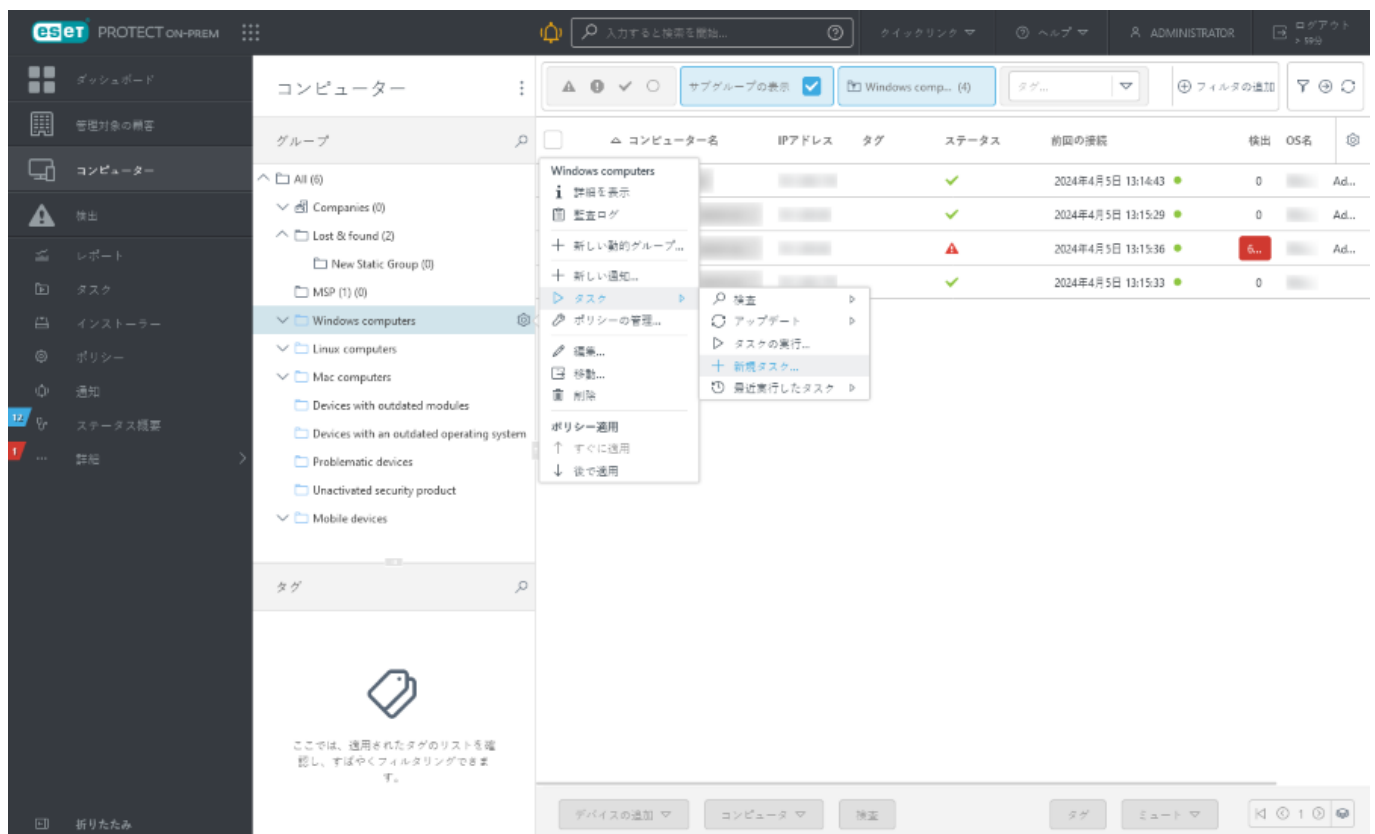 eset PROTECT ON-PREM
入力すると検索を開始...
クイックリンク
ヘルプ
ADMINISTRATOR
ログアウト
> 59分
ダッシュボード
管理対象の顧客
コンピューター
検出
レポート
タスク
インストーラー
ポリシー
通知
12
ステータス概要
1
詳細
折りたたみ
コンピューター
グループ
All (6)
Companies (0)
Lost & found (2)
New Static Group (0)
MSP (1) (0)
Windows computers
Linux computers
Mac computers
Devices with outdated modules
Devices with an outdated operating system
Problematic devices
Unactivated security product
Mobile devices
タグ
ここでは、適用されたタグのリストを確
認し、すばやくフィルタリングできま
す。
サブグループの表示
Windows comp... (4)
タグ...
フィルタの追加
コンピューター名 IPアドレス タグ ステータス 前回の接続 検出 OS名
2024年4月5日 13:14:43 0 Ad...
2024年4月5日 13:15:29 0 Ad...
2024年4月5日 13:15:36 6... Ad...
2024年4月5日 13:15:33 0
Windows computers
詳細を表示
監査ログ
新しい動的グループ...
新しい通知...
タスク
ポリシーの管理...
編集...
移動...
削除
ポリシー適用
すぐに適用
後で適用
検査
アップデート
タスクの実行...
新規タスク...
最近実行したタスク
デバイスの追加
コンピュータ
検査
タグ
ミュート
1